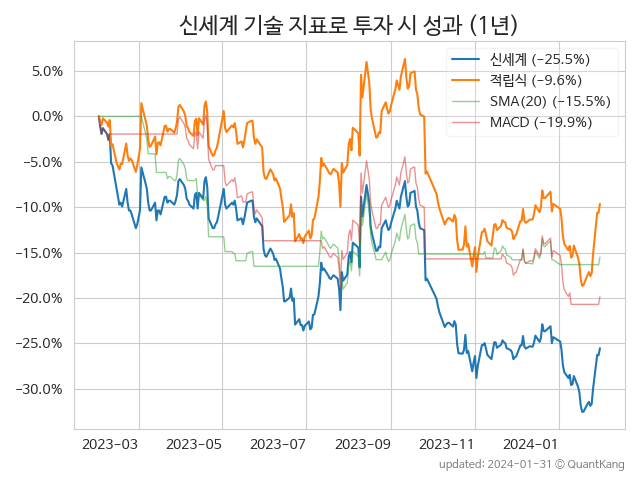 신세계 기술 지표로 투자 시 성과 (1년)
신세계 (−25.5%)
적립식 (−9.6%)
SMA(20) (−15.5%)
MACD (−19.9%)
5.0%
0.0%
−5.0%
−10.0%
−15.0%
−20.0%
−25.0%
−30.0%
2023-03 2023-05 2023-07 2023-09 2023-11 2024-01
updated: 2024-01-31 © QuantKang